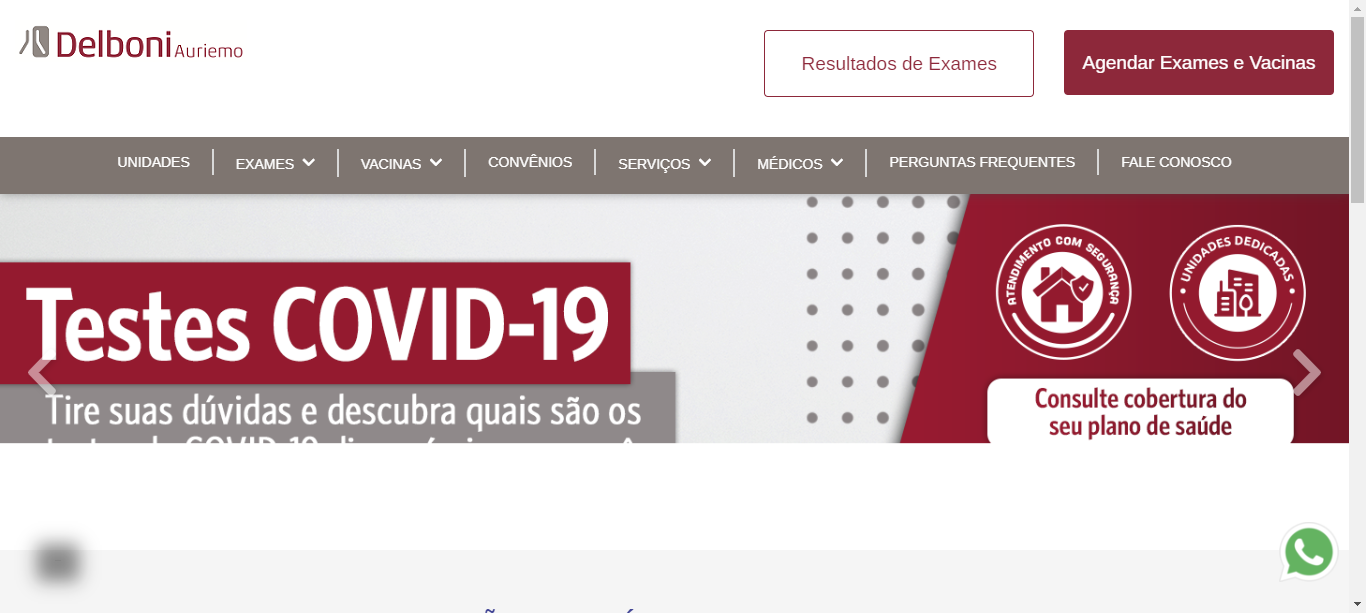 Delboni Auriemo
Resultados de Exames
Agendar Exames e Vacinas
UNIDADES
EXAMES
VACINAS
CONVÊNIOS
SERVIÇOS
MÉDICOS
PERGUNTAS FREQUENTES
FALE CONOSCO
Testes COVID-19
Tire suas dúvidas e descubra quais são os
COVID-19
ATENDIMENTO COM SEGURANÇA
UNIDADES DEDICADAS
Consulte cobertura do
seu plano de saúde